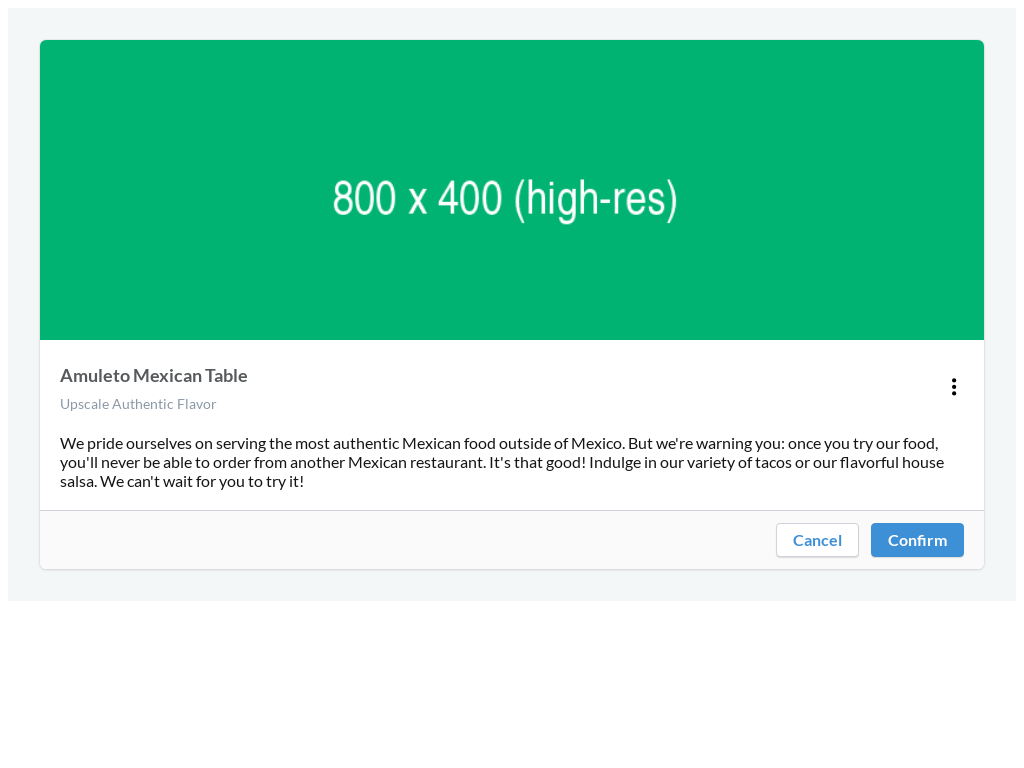 800 x 400 (high-res)
Amuleto Mexican Table
Upscale Authentic Flavor
We pride ourselves on serving the most authentic Mexican food outside of Mexico. But we're warning you: once you try our food,
you'll never be able to order from another Mexican restaurant. It's that good! Indulge in our variety of tacos or our flavorful house
salsa. We can't wait for you to try it!
Cancel
Confirm